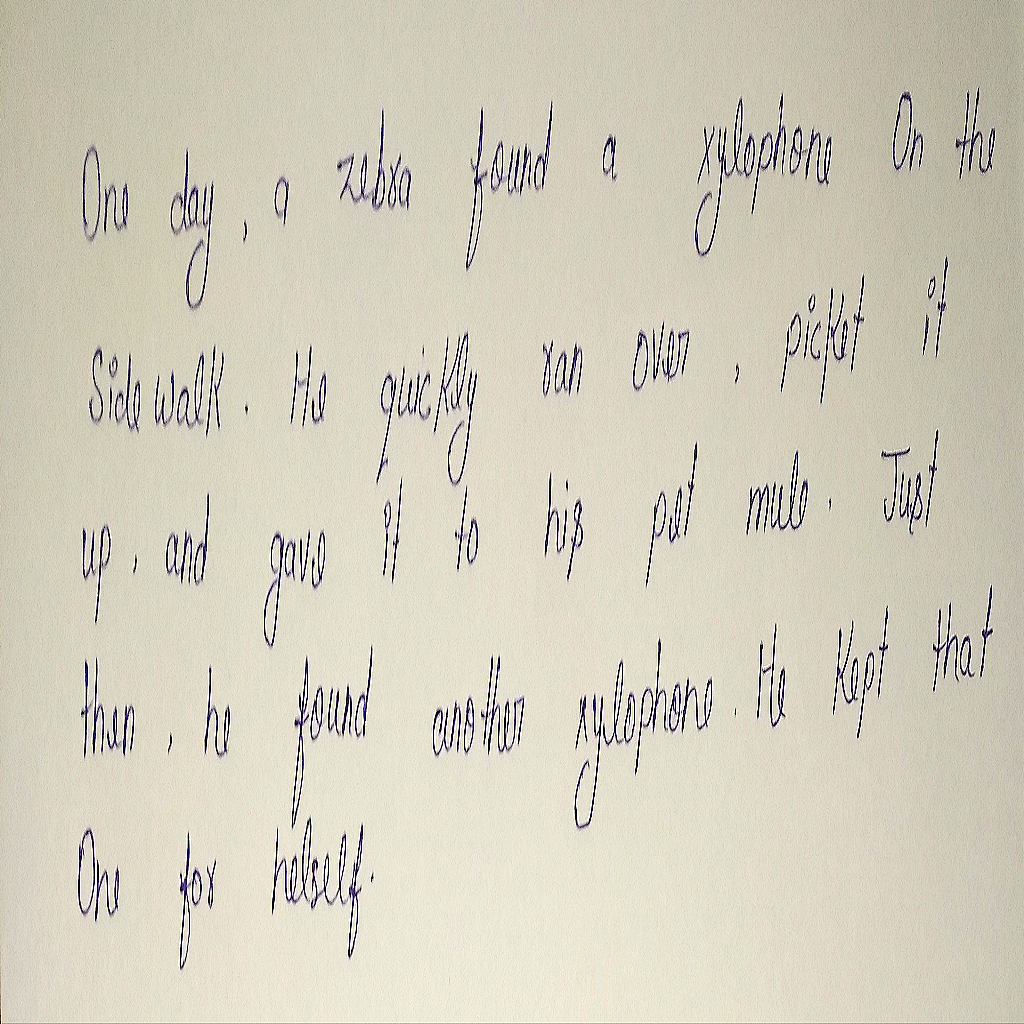 One day, a zebra found a xylophone On the
Sidewalk. He quickly ran over, picket it
up, and gave it to his pet mule. Just
then, he found another xylophone. He kept that
One for helself.